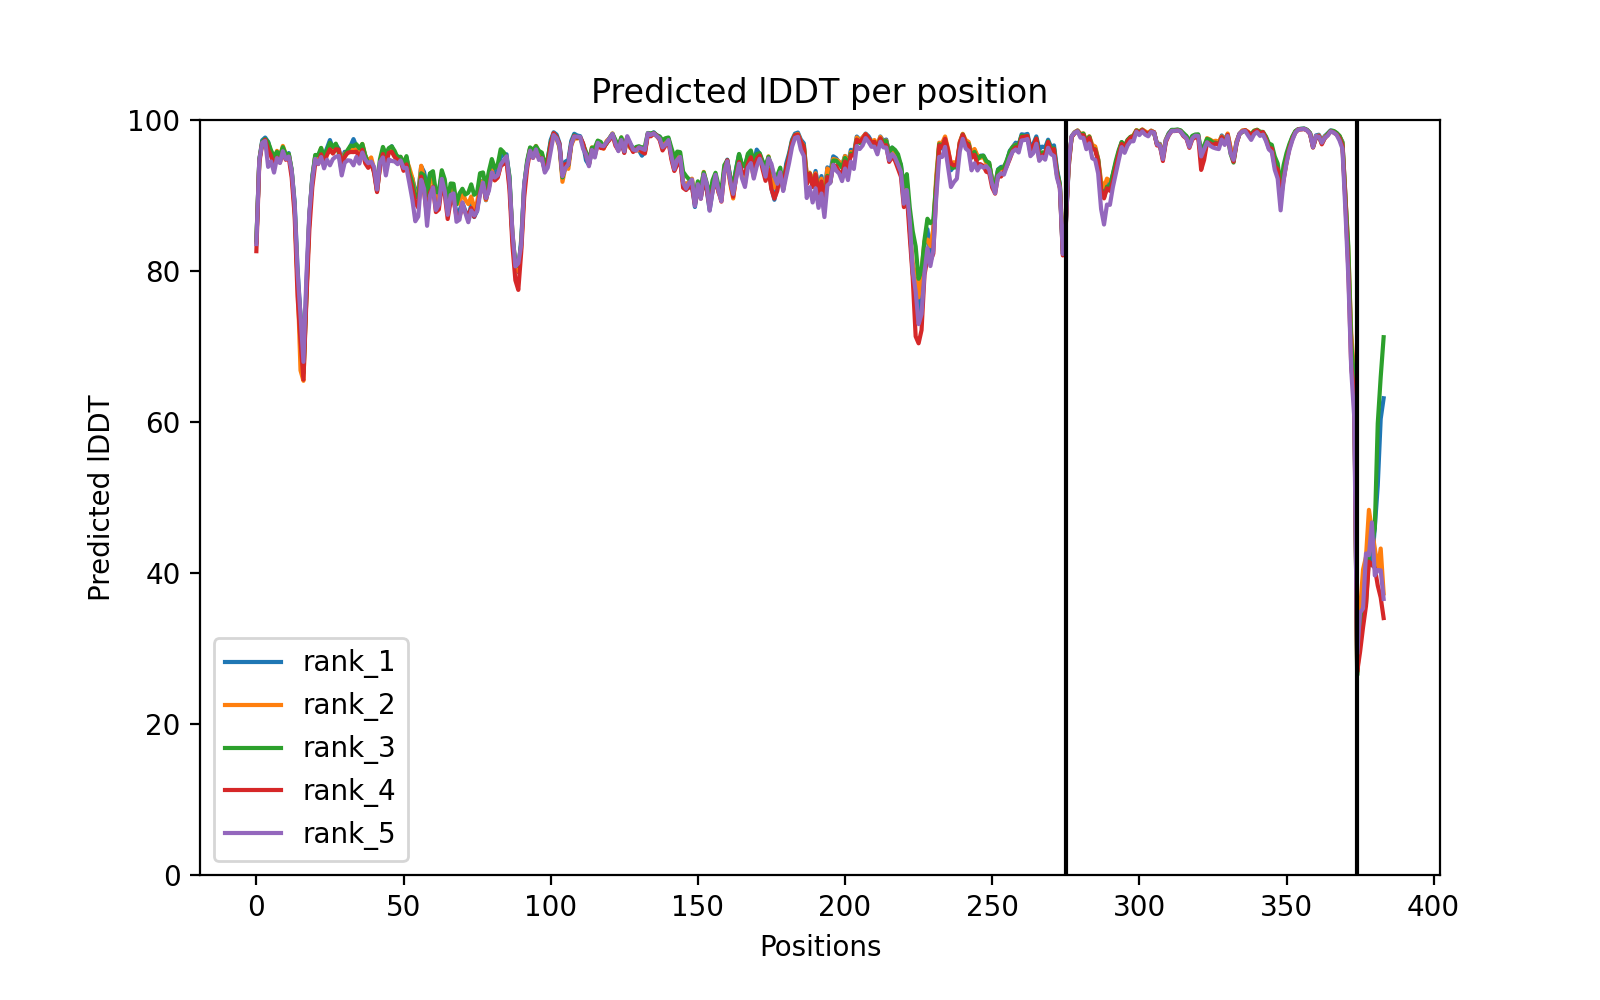 Predicted lDDT per position
100
80
60
40
20
0
Predicted lDDT
rank_1
rank_2
rank_3
rank_4
rank_5
0 50 100 150 200 250 300 350 400
Positions